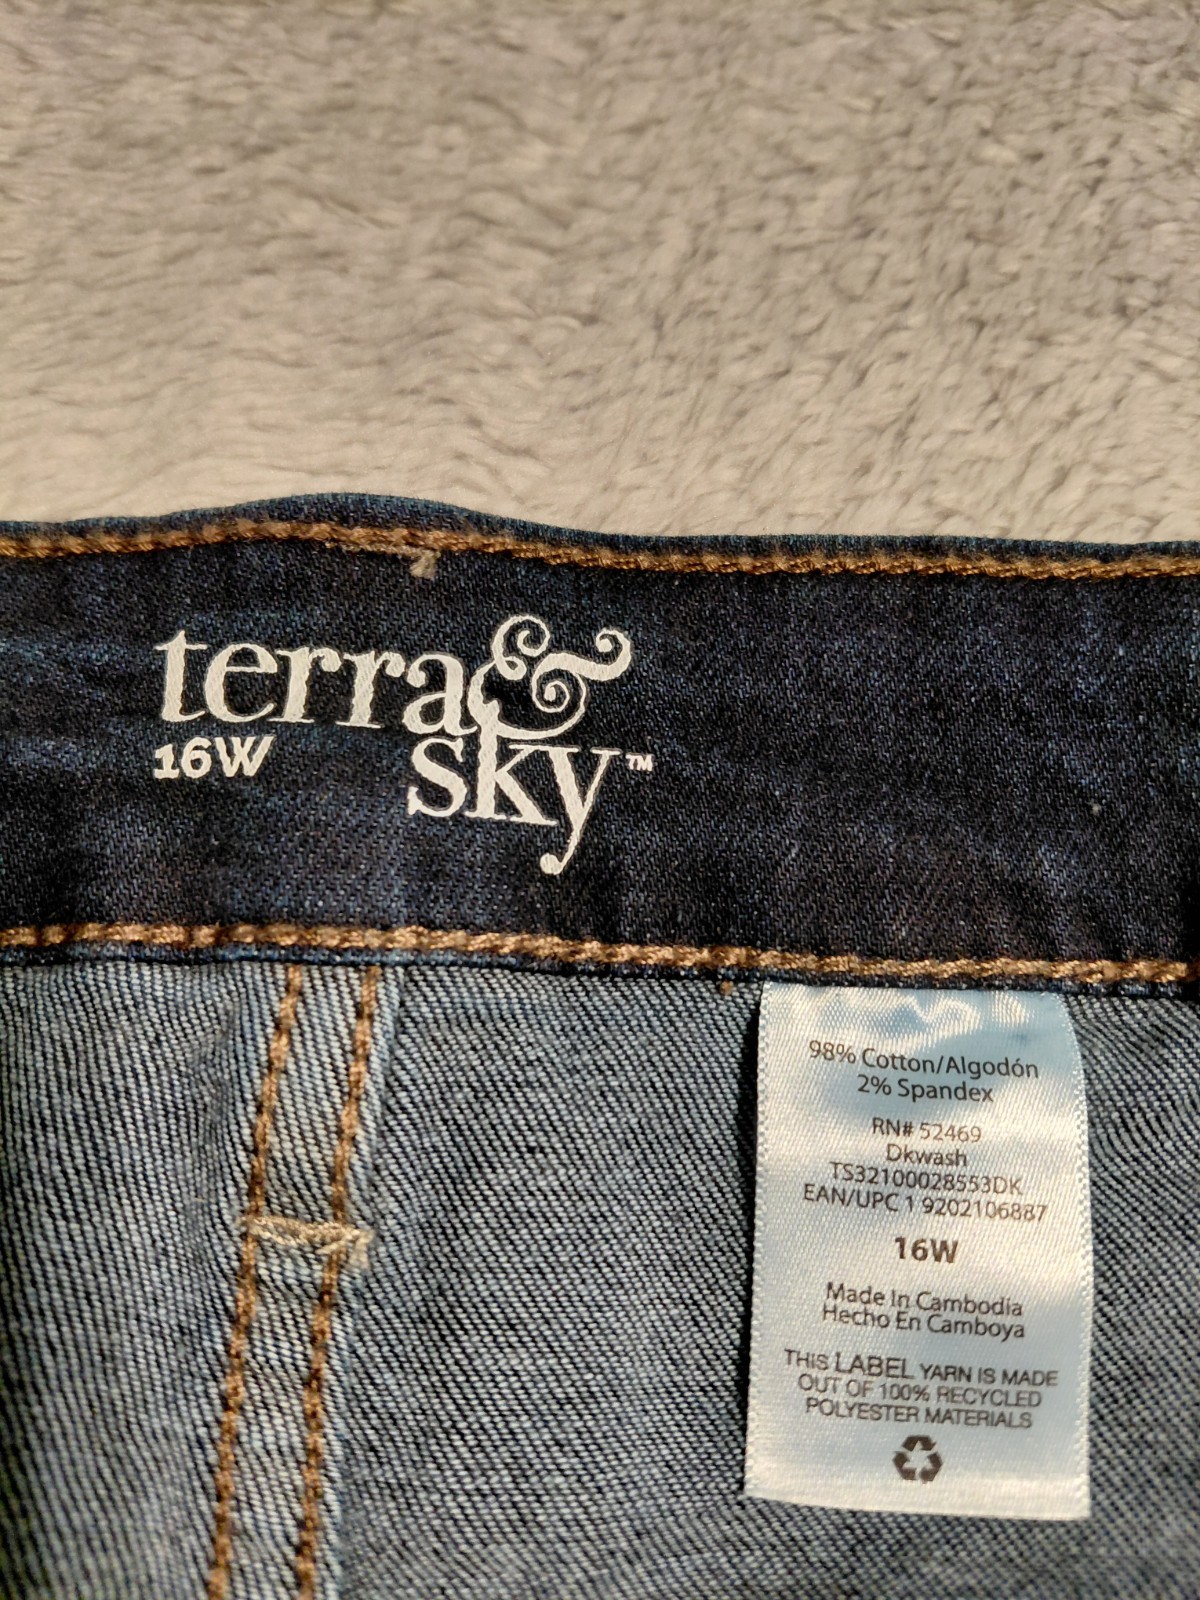 terra&
16W sky™
98% Cotton/Algodón
2% Spandex
RN# 52469
Dkwash
TS32100028553DK
EAN/UPC 1 9202106887
16W
Made In Cambodia
Hecho En Camboya
THIS LABEL YARN IS MADE
OUT OF 100% RECYCLED
POLYESTER MATERIALS